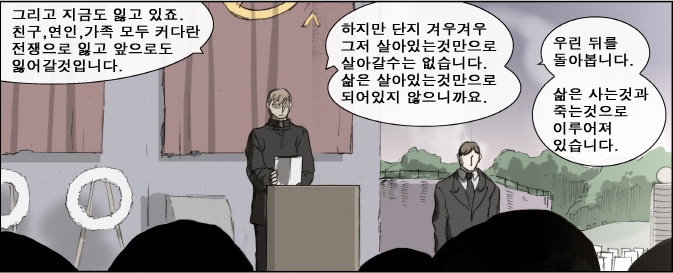 그리고 지금도 잃고 있죠.
친구,연인,가족 모두 커다란
전쟁으로 잃고 앞으로도
잃어갈것입니다.
하지만 단지 겨우겨우
그저 살아있는것만으로
살아갈수는 없습니다.
삶은 살아있는것만으로
되어있지 않으니까요.
우린 뒤를
돌아봅니다.
삶은 사는것과
죽는것으로
이루어져
있습니다.